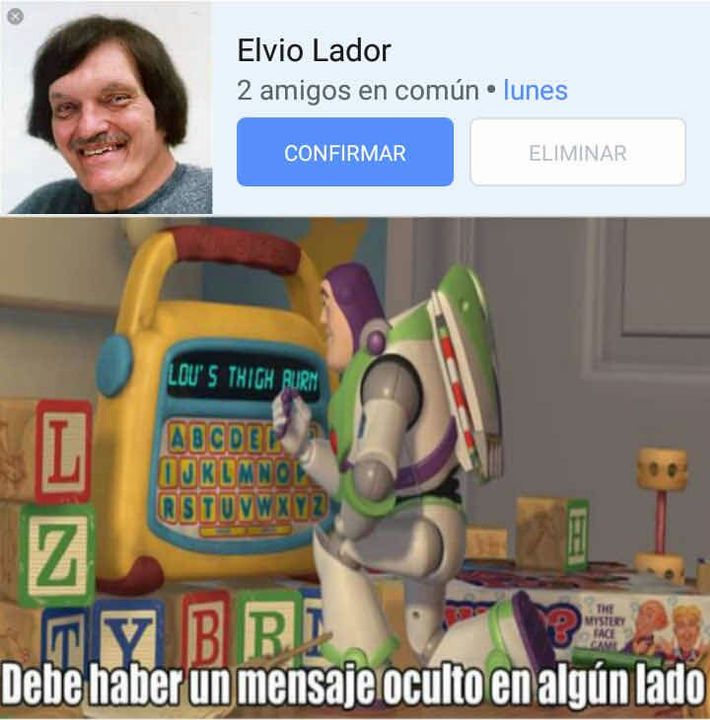 Elvio Lador
2 amigos en común • lunes
CONFIRMAR
ELIMINAR
LOU'S THIGH BURN
ABCDEF
IJKLMNOP
RSTUVWXYZ
L
Z
H
T Y B R
THE
MYSTERY
FACE
GAME
?
Debe haber un mensaje oculto en algún lado